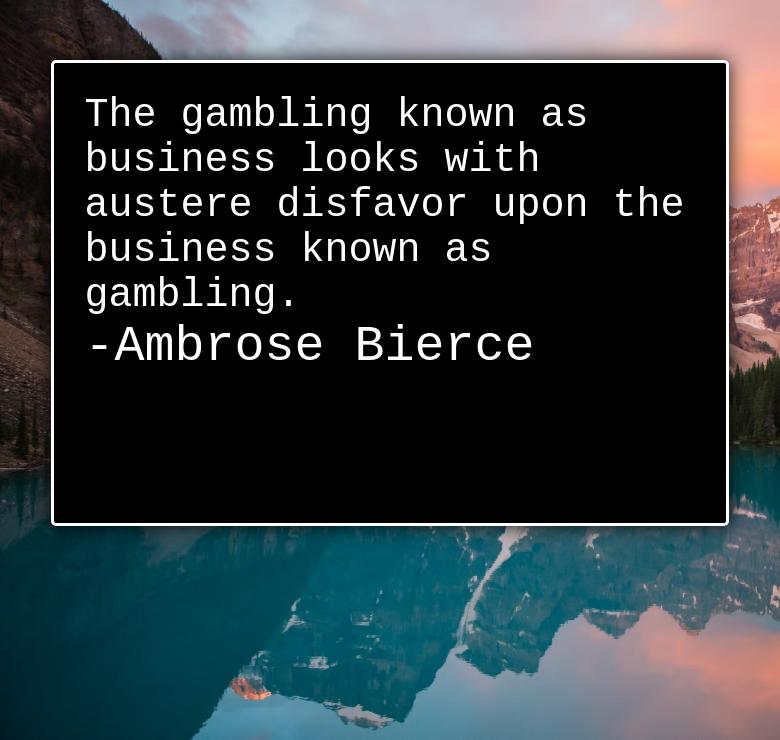 The gambling known as
business looks with
austere disfavor upon the
business known as
gambling.
-Ambrose Bierce